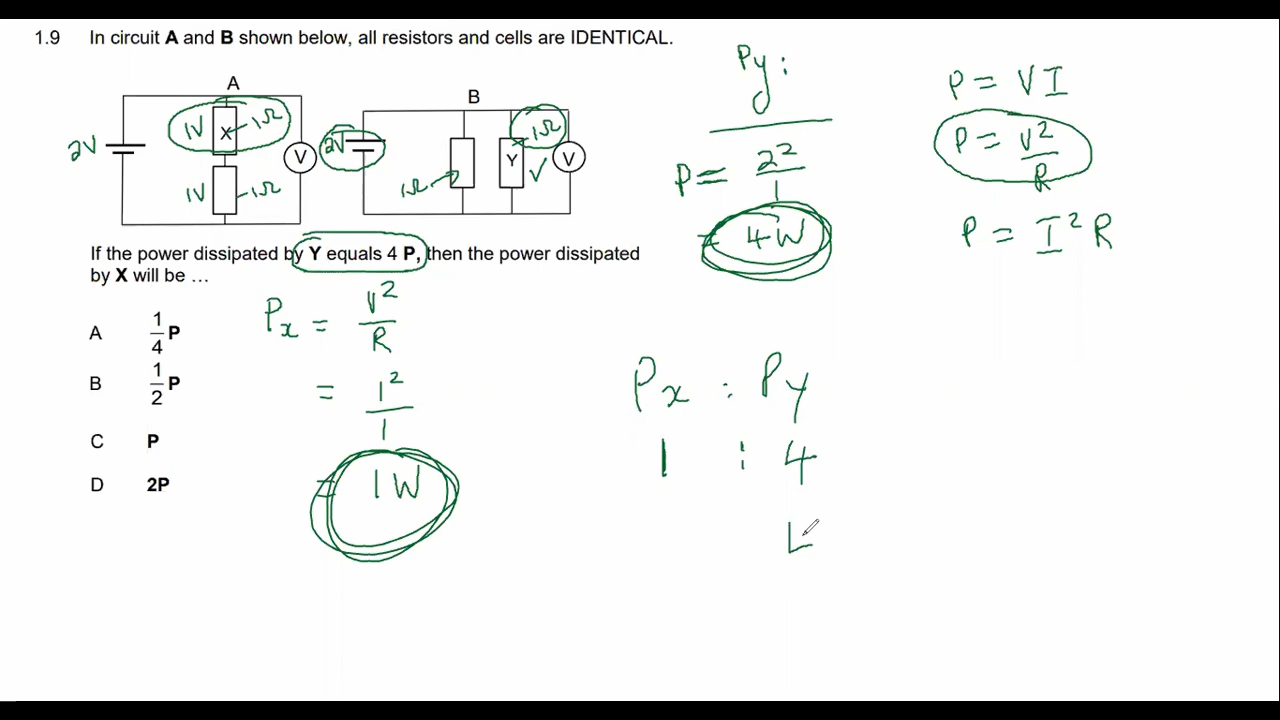 1.9 In circuit A and B shown below, all resistors and cells are IDENTICAL.
A
2V
1V X 1Ω
1V 1Ω
V
B
2V
1Ω
1Ω
Y V
V
If the power dissipated by Y equals 4 P, then the power dissipated
by X will be …
A 1/4 P
B 1/2 P
C P
D 2P
Px = V²/R
= 1²/1
= 1W
Py :
P = 2²/1
= 4W
P = VI
P = V²/R
P = I²R
Px : Py
1 : 4